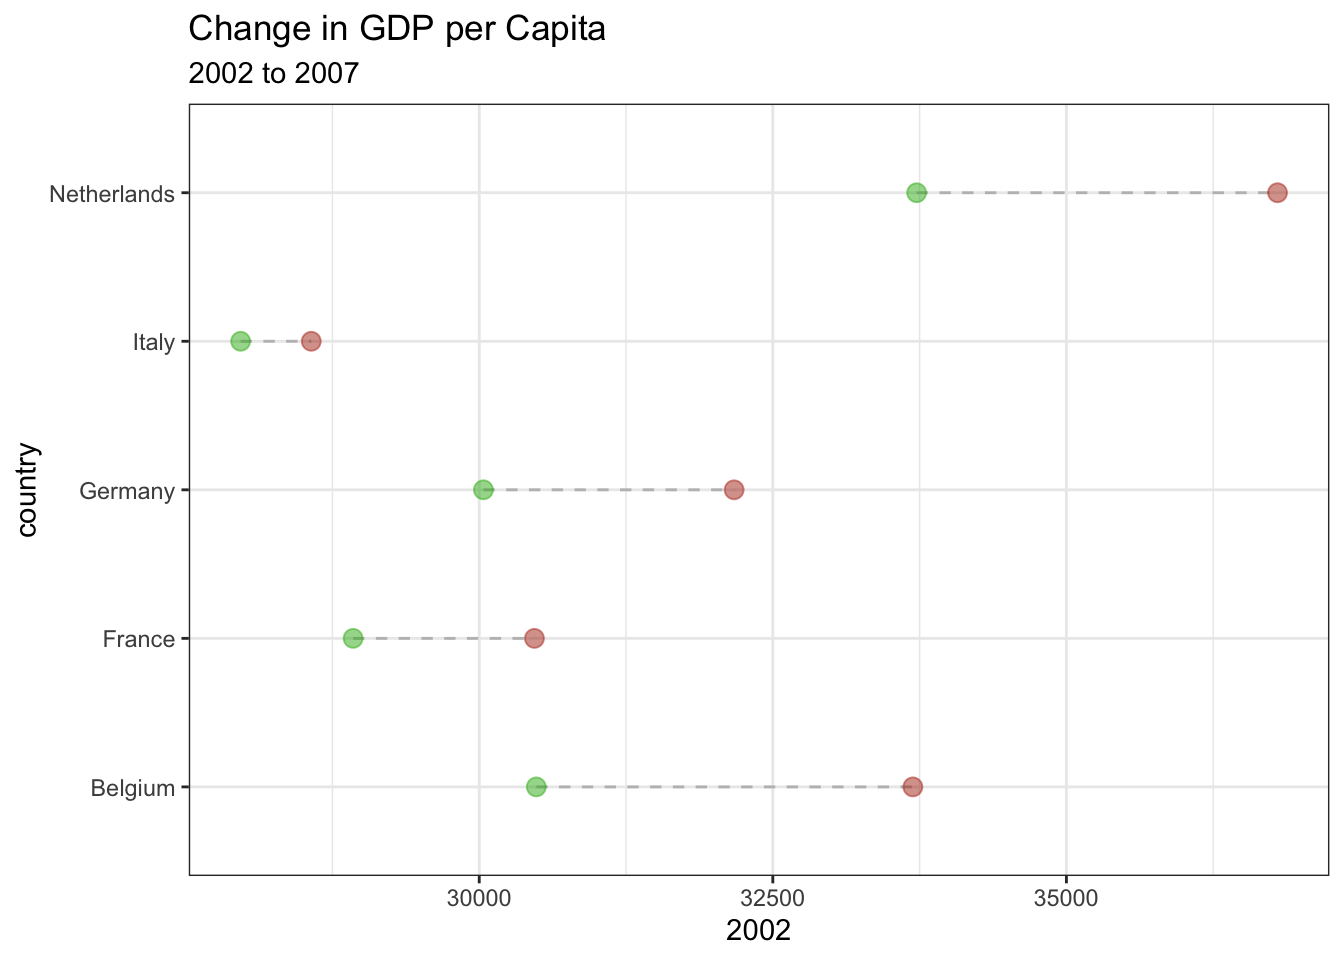 Change in GDP per Capita
2002 to 2007
Netherlands
Italy
Germany
France
Belgium
country
30000 32500 35000
2002